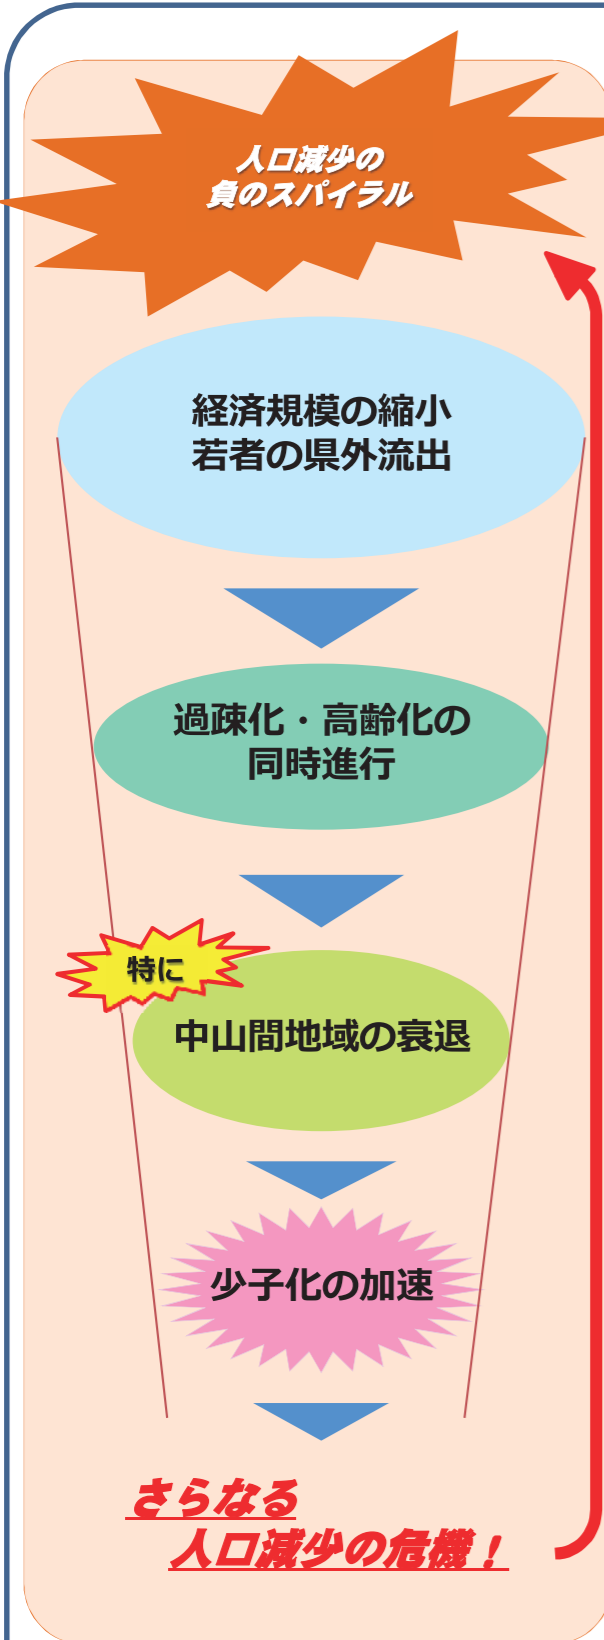 人口減少の
負のスパイラル
経済規模の縮小
若者の県外流出
過疎化・高齢化の
同時進行
特に
中山間地域の衰退
少子化の加速
さらなる
人口減少の危機！